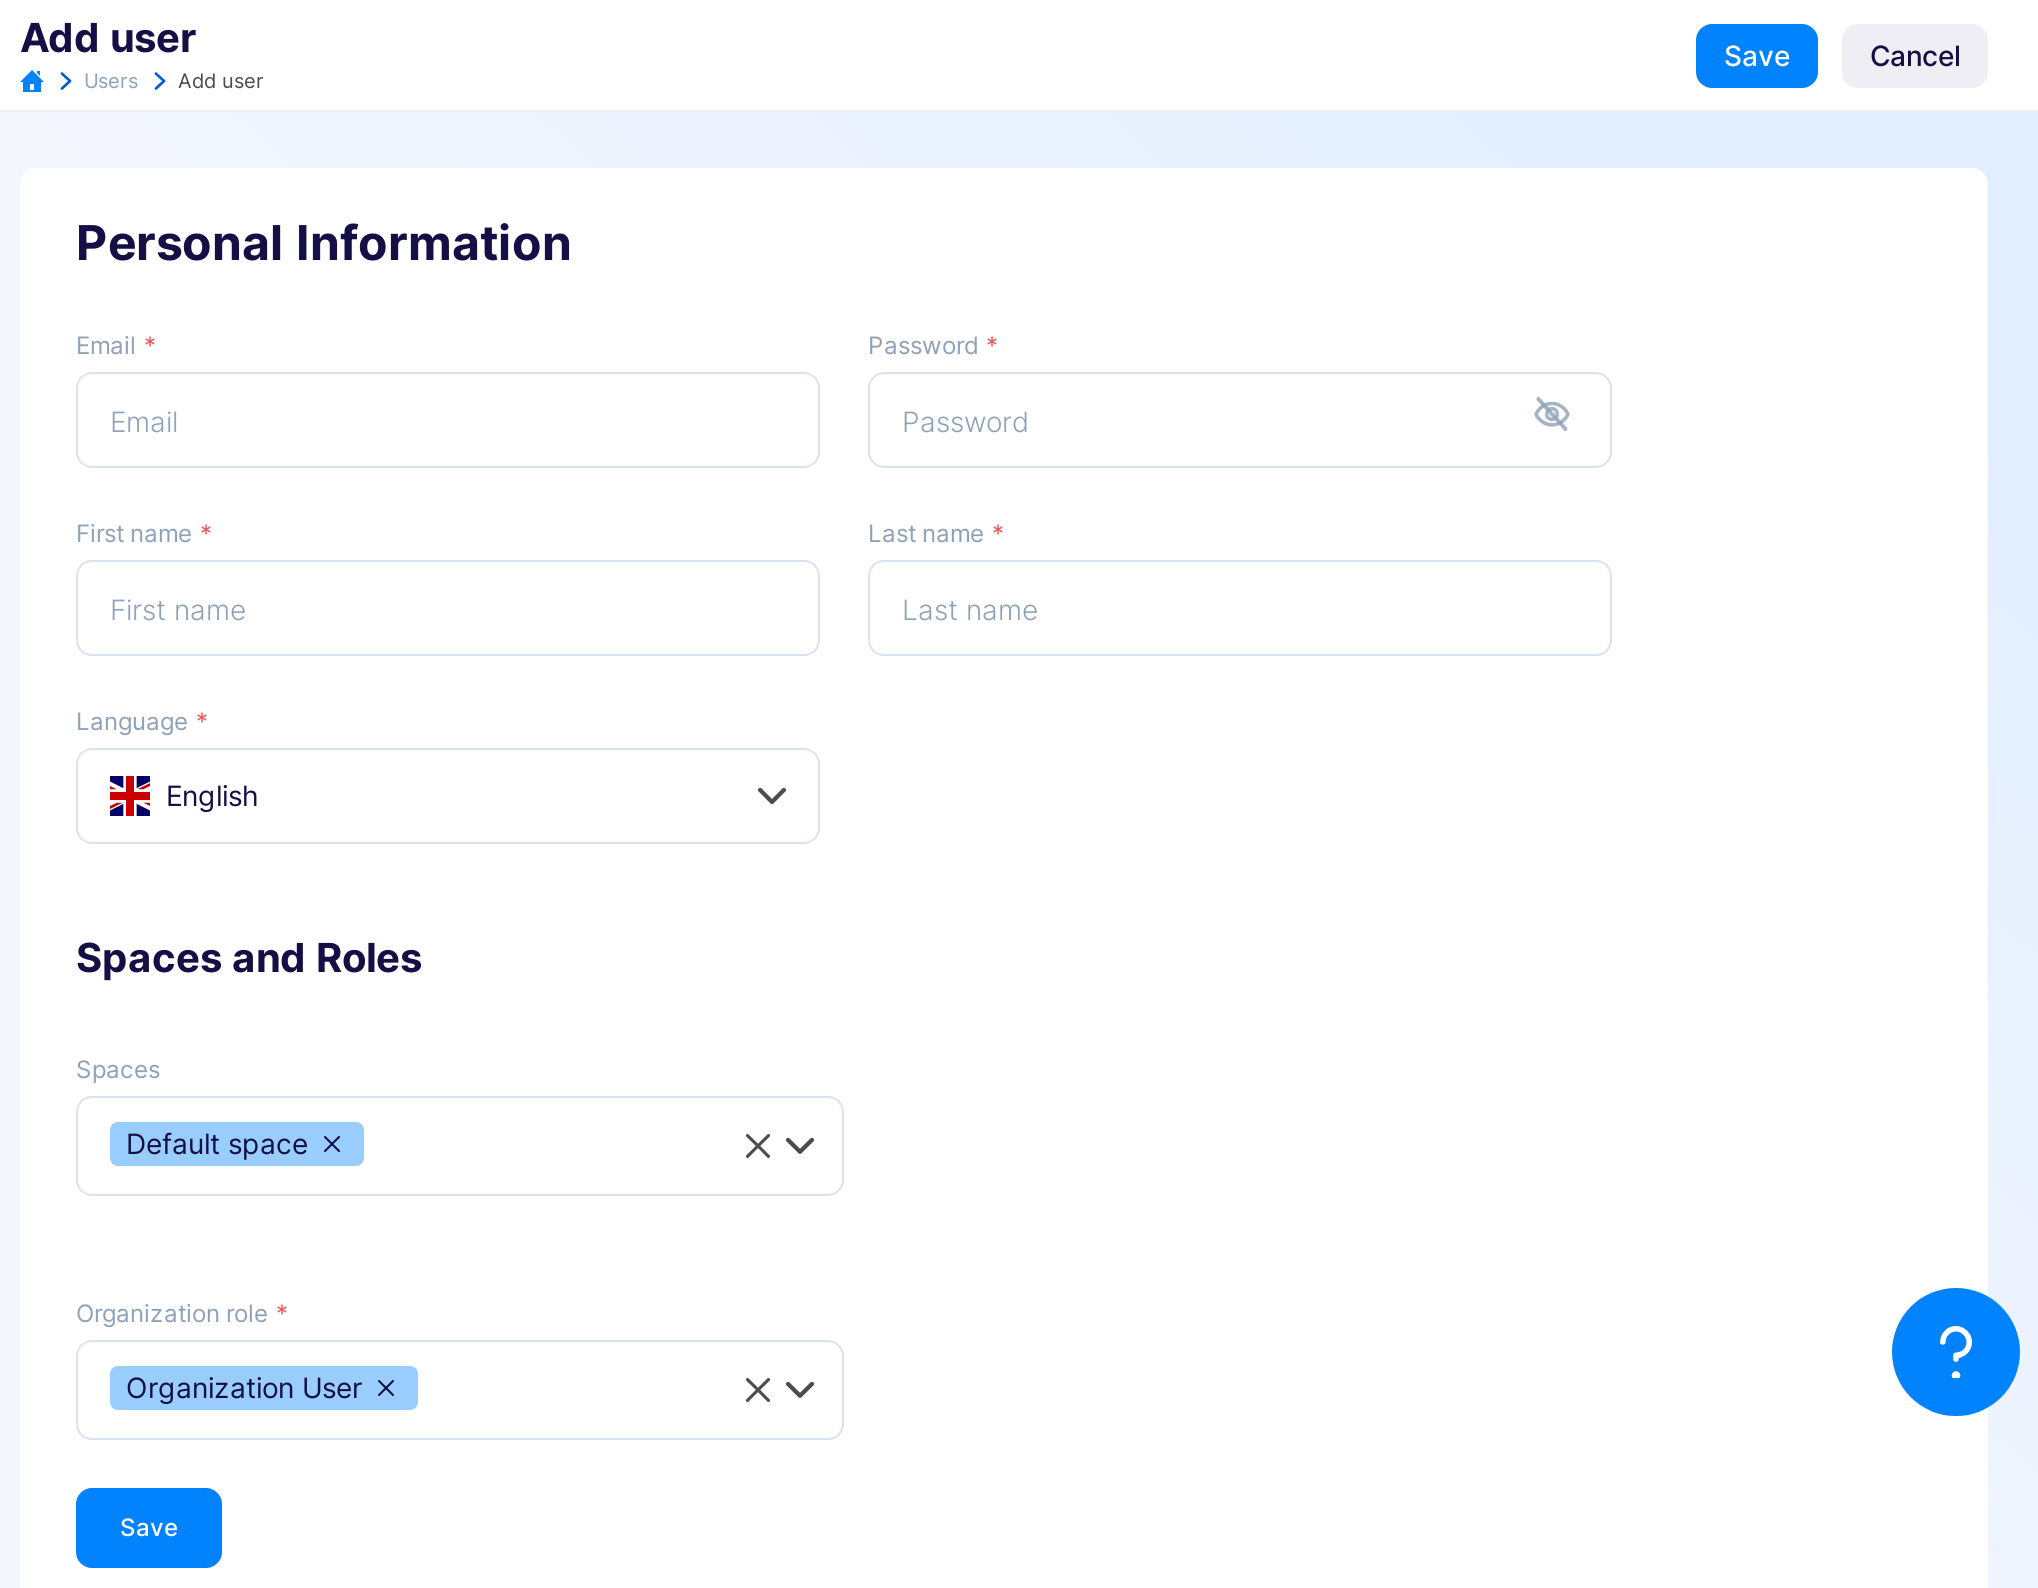 Add user
Save
Cancel
Users
Add user
Personal Information
Email *
Password *
Email
Password
First name *
Last name *
First name
Last name
Language *
English
Spaces and Roles
Spaces
Default space
Organization role *
Organization User
Save